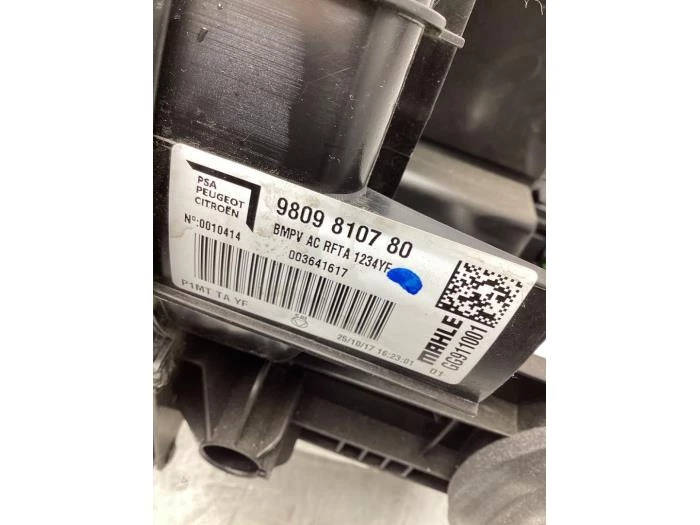 PSA
PEUGEOT
CITROËN
9809 8107 80
BMPV AC RFTA 1234YF
Nº:0010414
003641617
P1MT TA YF
25/10/17 16:23:01
01
MAHLE
GG911001